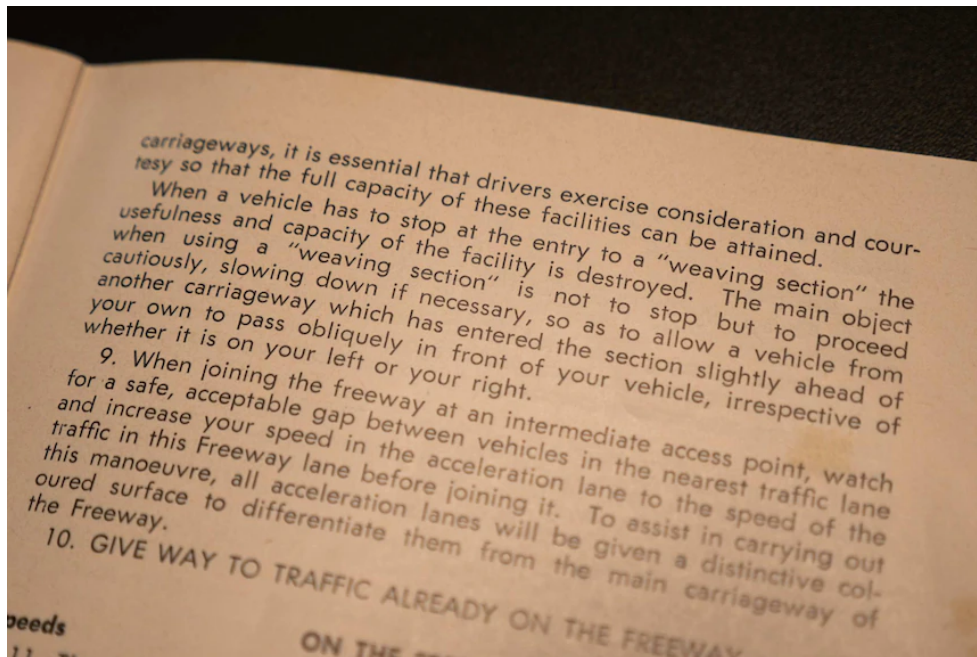 carriageways, it is essential that drivers exercise consideration and cour-
tesy so that the full capacity of these facilities can be attained.
When a vehicle has to stop at the entry to a "weaving section" the
usefulness and capacity of the facility is destroyed. The main object
when using a "weaving section" is not to stop but to proceed
cautiously, slowing down if necessary, so as to allow a vehicle from
another carriageway which has entered the section slightly ahead of
your own to pass obliquely in front of your vehicle, irrespective of
whether it is on your left or your right.
9. When joining the freeway at an intermediate access point, watch
for a safe, acceptable gap between vehicles in the nearest traffic lane
and increase your speed in the acceleration lane to the speed of the
traffic in this Freeway lane before joining it. To assist in carrying out
this manoeuvre, all acceleration lanes will be given a distinctive col-
oured surface to differentiate them from the main carriageway of
the Freeway.
10. GIVE WAY TO TRAFFIC ALREADY ON THE FREEWAY
peeds
ON THE
11.